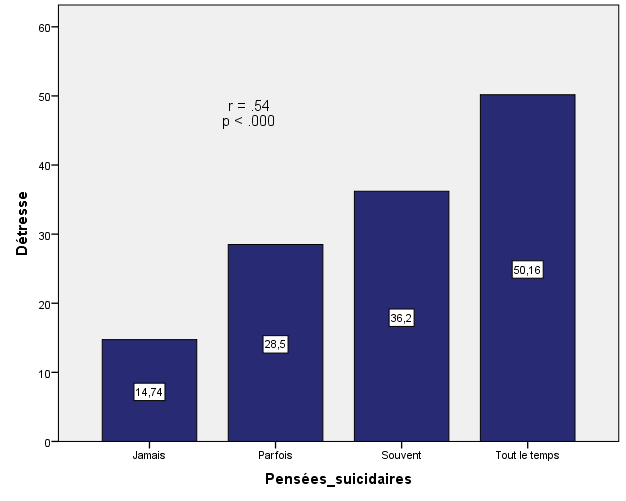 60
50
40
30
20
10
0
Détresse
r = .54
p < .000
14,74
28,5
36,2
50,16
Jamais
Parfois
Souvent
Tout le temps
Pensées_suicidaires